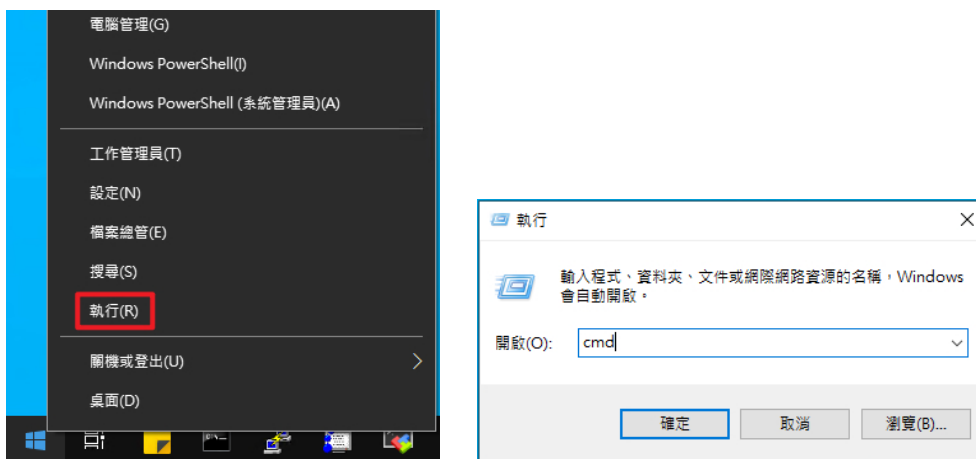 電腦管理(G)
Windows PowerShell(I)
Windows PowerShell (系統管理員)(A)
工作管理員(T)
設定(N)
檔案總管(E)
搜尋(S)
執行(R)
關機或登出(U)
桌面(D)
執行
輸入程式、資料夾、文件或網際網路資源的名稱，Windows
會自動開啟。
開啟(O):
cmd
確定
取消
瀏覽(B)...